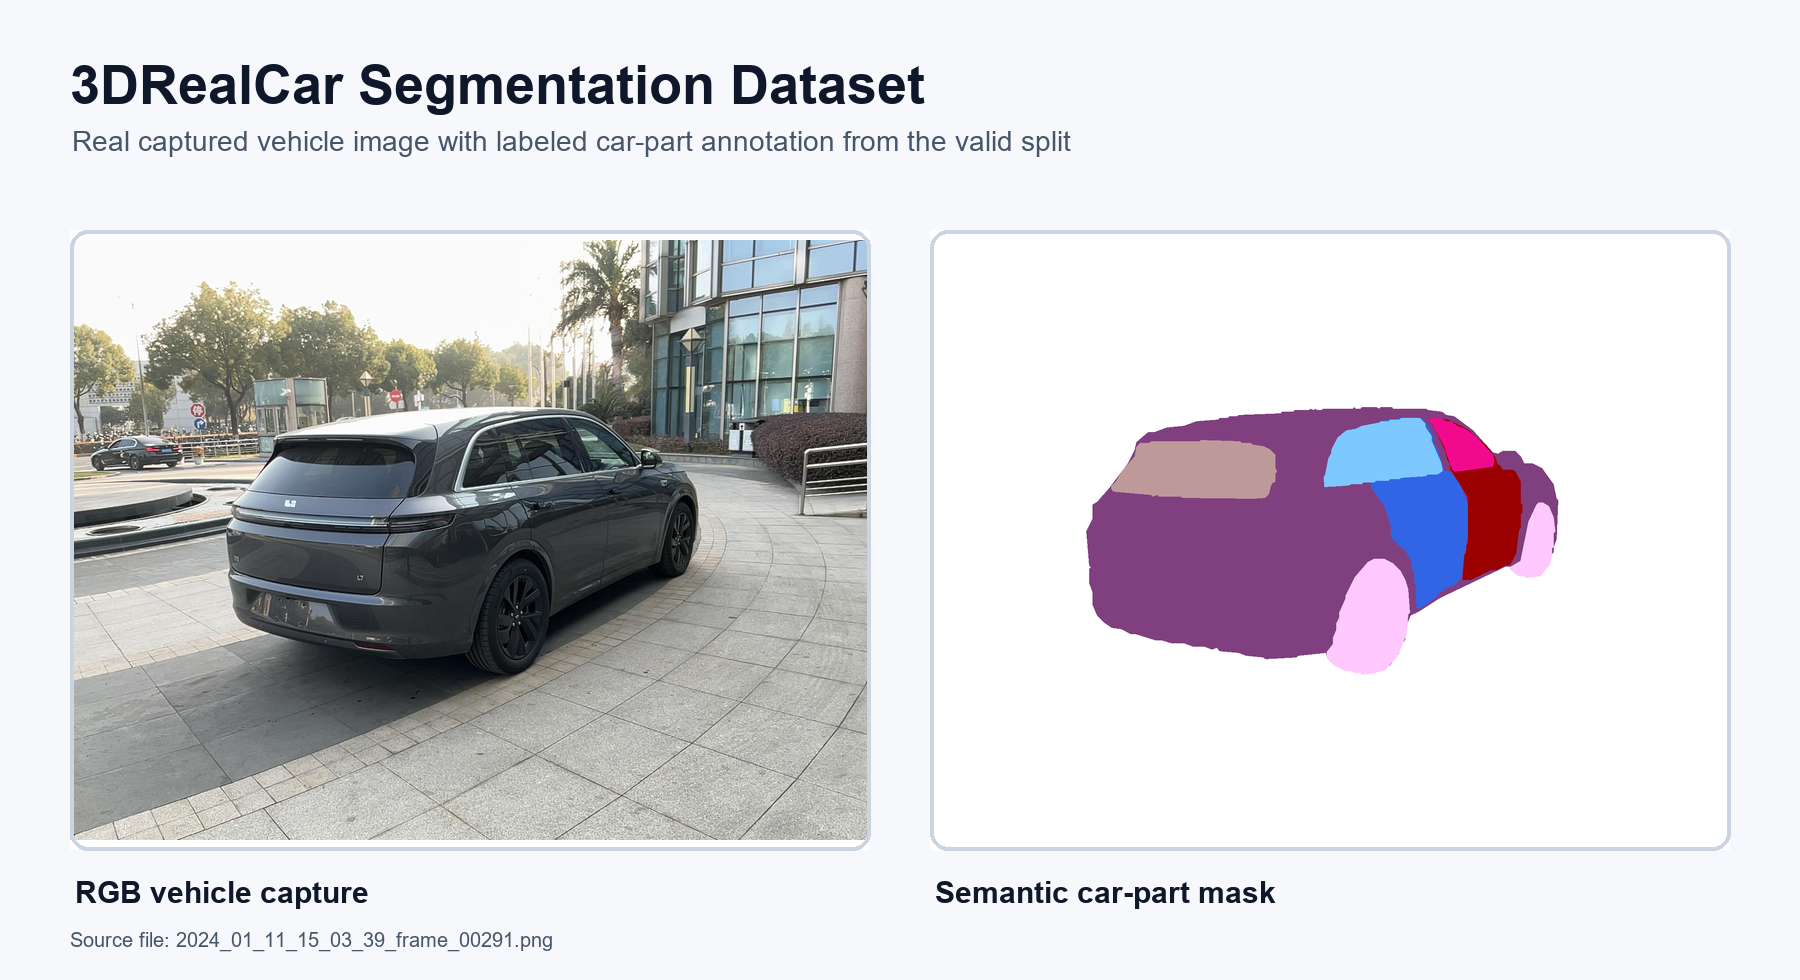 3DRealCar Segmentation Dataset
Real captured vehicle image with labeled car-part annotation from the valid split
RGB vehicle capture
Semantic car-part mask
Source file: 2024_01_11_15_03_39_frame_00291.png